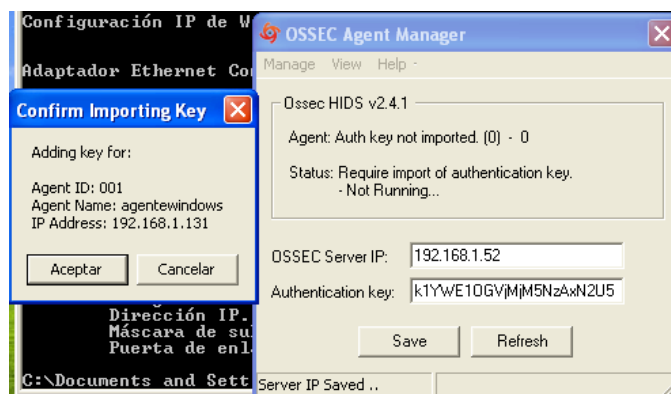 Configuración IP de W
Adaptador Ethernet Co
Confirm Importing Key
Adding key for:
Agent ID: 001
Agent Name: agentewindows
IP Address: 192.168.1.131
Aceptar
Cancelar
Dirección IP.
Máscara de su
Puerta de enl
C:\Documents and Sett
OSSEC Agent Manager
Manage View Help
Ossec HIDS v2.4.1
Agent: Auth key not imported. (0) - 0
Status: Require import of authentication key.
- Not Running...
OSSEC Server IP: 192.168.1.52
Authentication key: k1YWE1OGVjMjM5NzAxN2U5
Save
Refresh
Server IP Saved ..